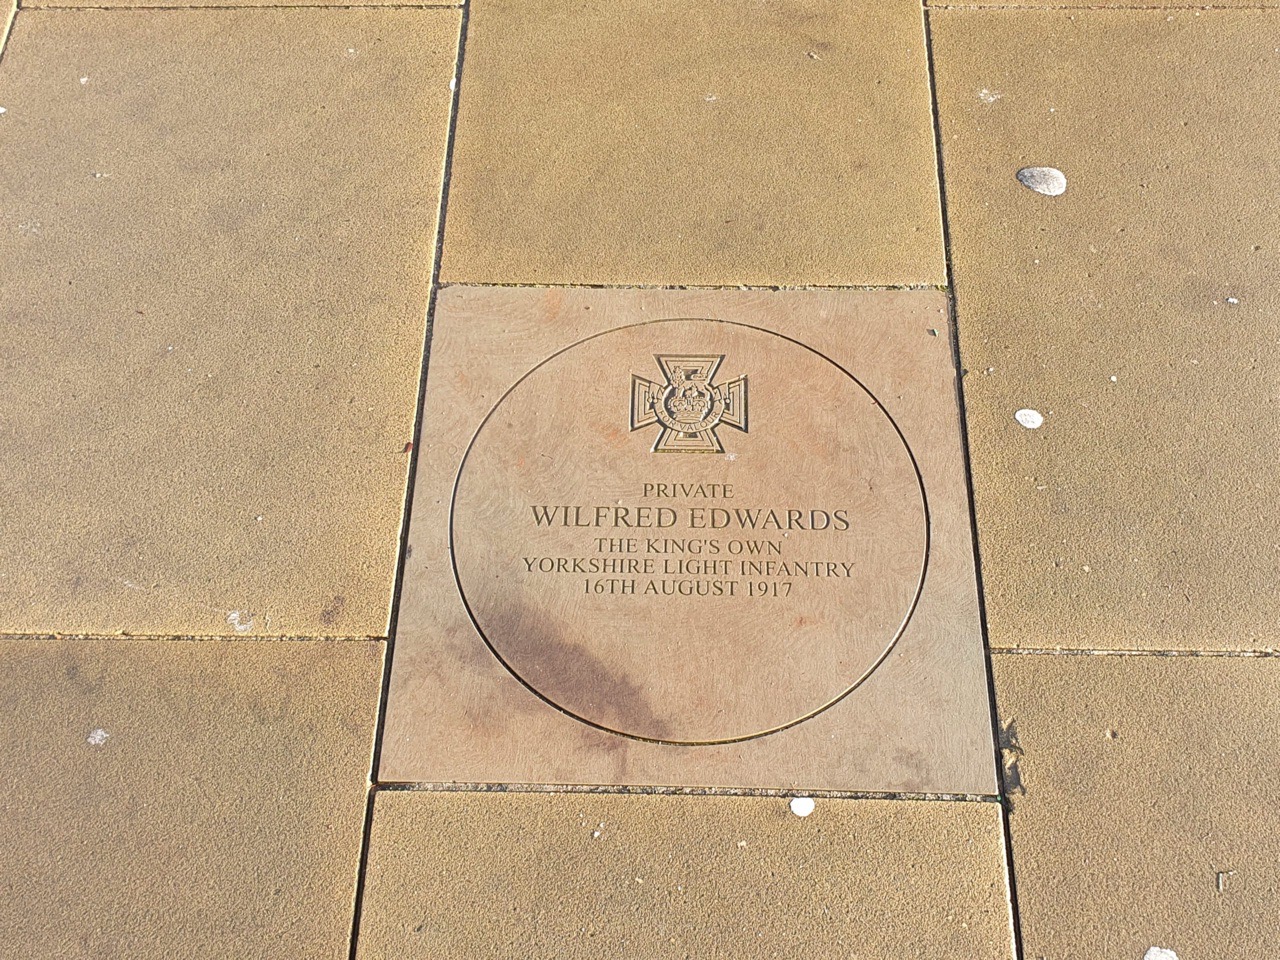 FOR VALOUR
PRIVATE
WILFRED EDWARDS
THE KING'S OWN
YORKSHIRE LIGHT INFANTRY
16TH AUGUST 1917